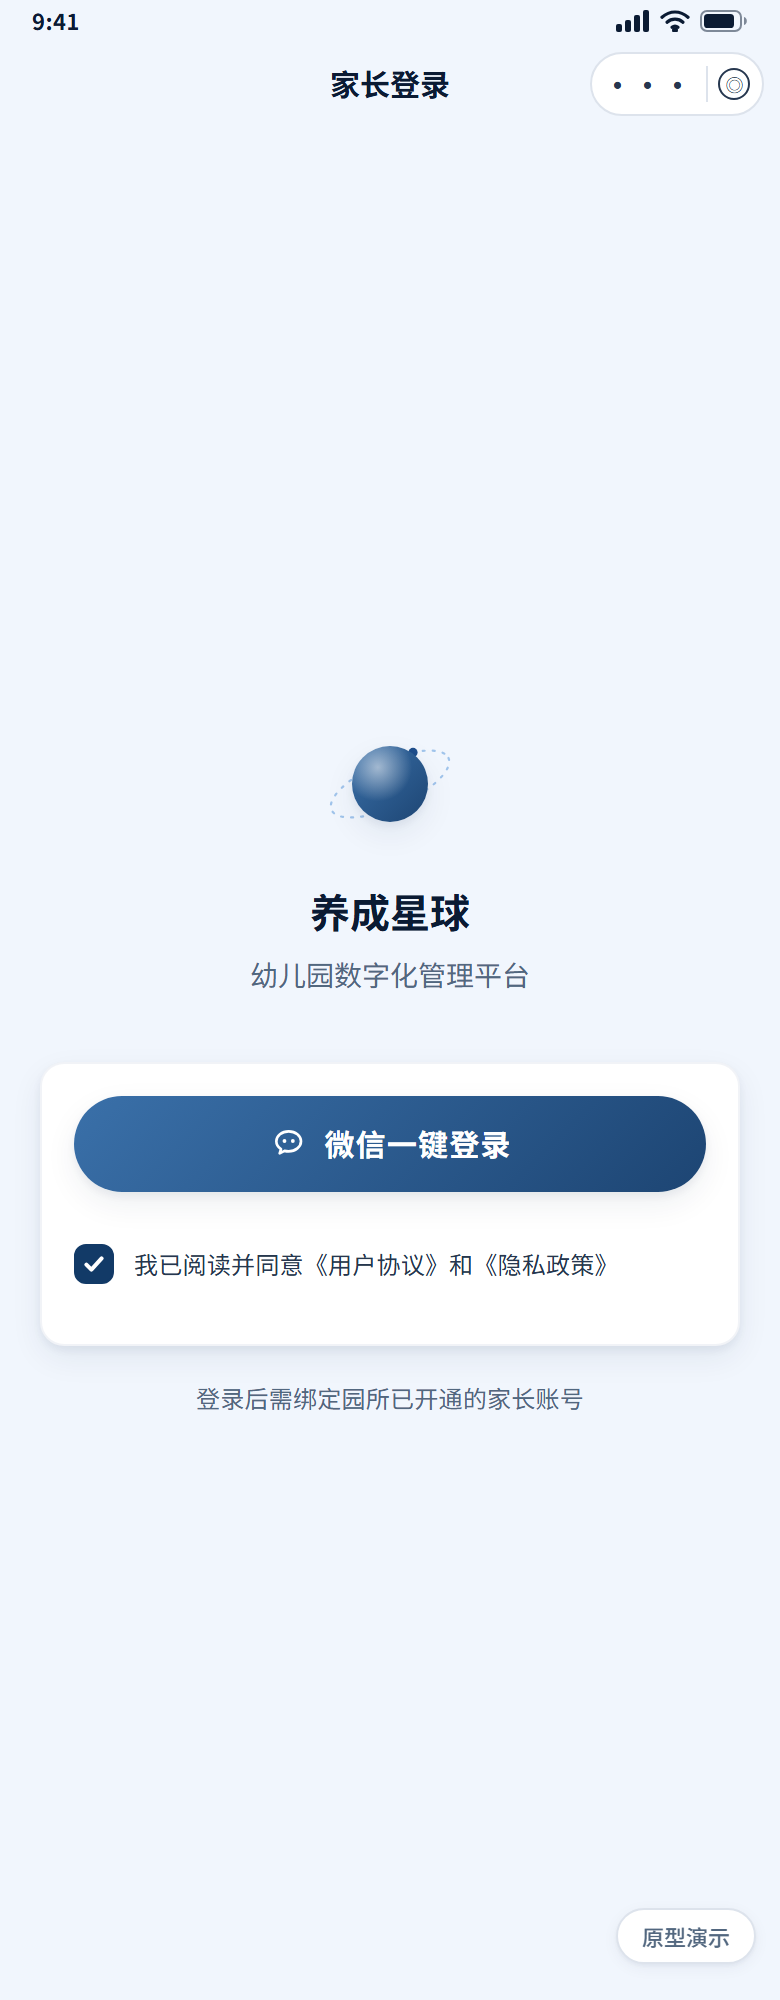 9:41
家长登录
养成星球
幼儿园数字化管理平台
微信一键登录
我已阅读并同意《用户协议》和《隐私政策》
登录后需绑定园所已开通的家长账号
原型演示